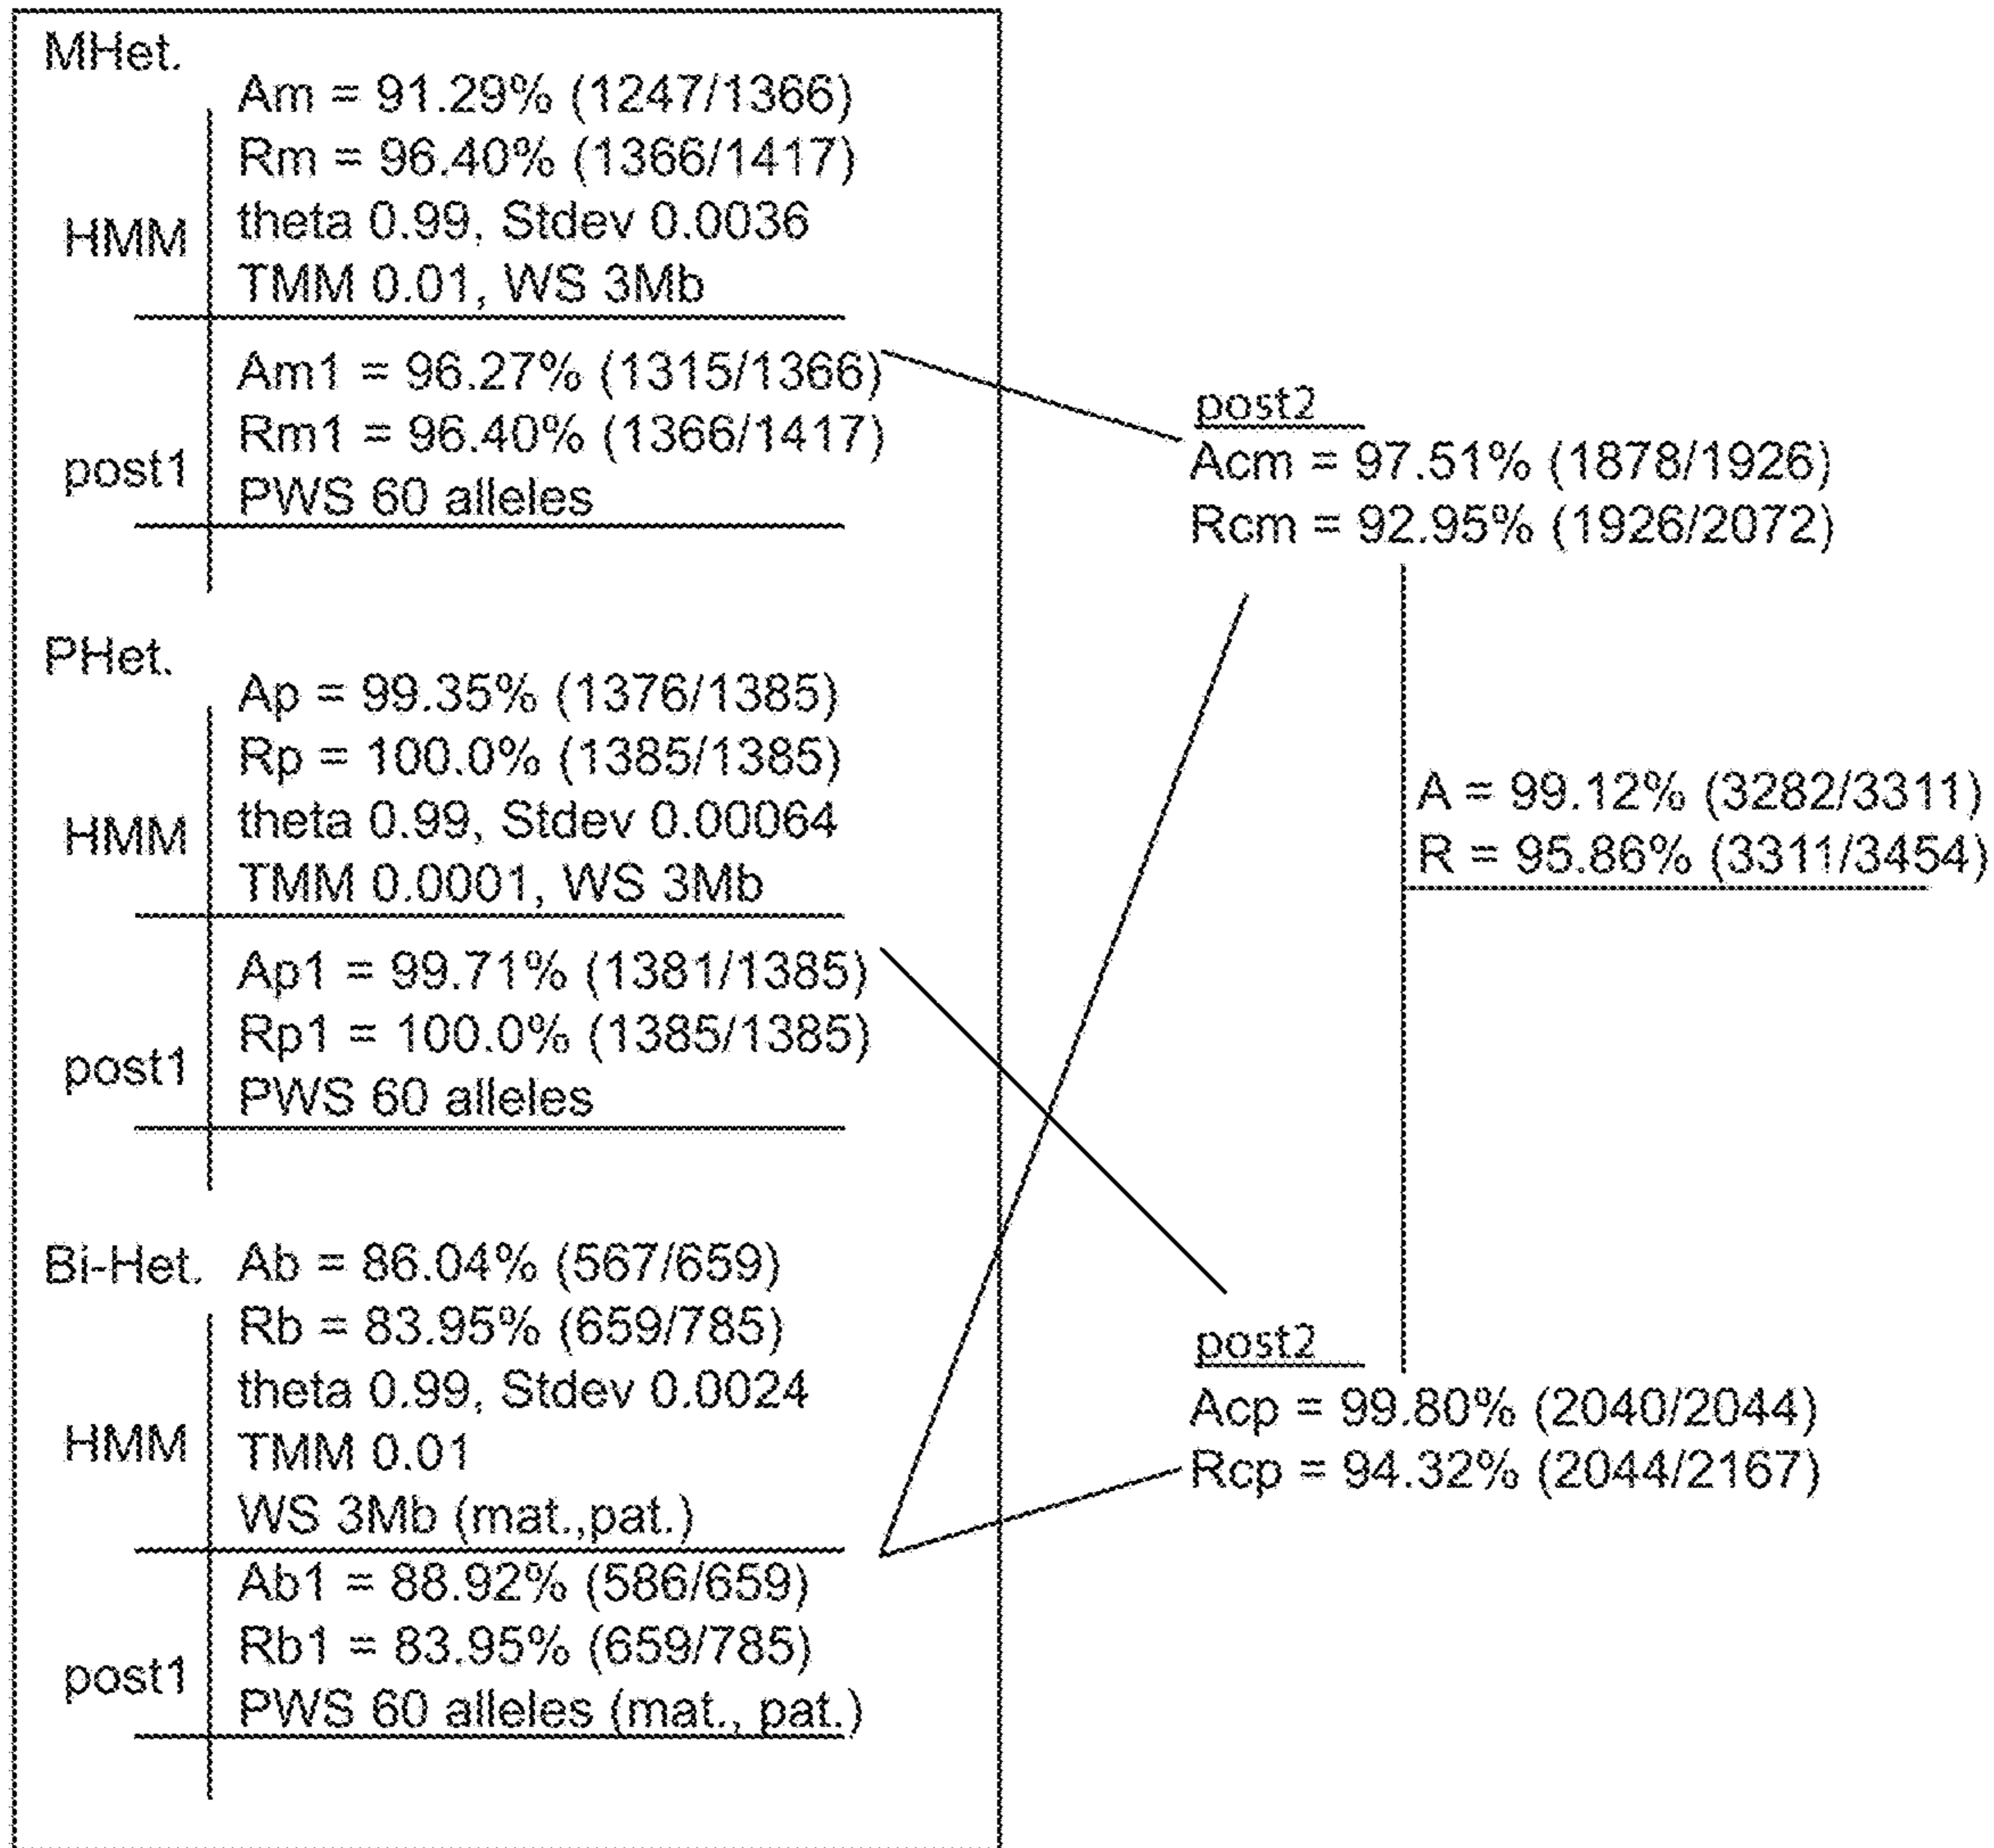 MHet.
Am = 91.29% (1247/1366)
Rm = 96.40% (1366/1417)
HMM
theta 0.99, Stdev 0.0036
TMM 0.01, WS 3Mb
Am1 = 96.27% (1315/1366)
Rm1 = 96.40% (1366/1417)
post1
PWS 60 alleles
PHet.
Ap = 99.35% (1376/1385)
Rp = 100.0% (1385/1385)
HMM
theta 0.99, Stdev 0.00064
TMM 0.0001, WS 3Mb
Ap1 = 99.71% (1381/1385)
Rp1 = 100.0% (1385/1385)
post1
PWS 60 alleles
Bi-Het. Ab = 86.04% (567/659)
Rb = 83.95% (659/785)
theta 0.99, Stdev 0.0024
HMM
TMM 0.01
WS 3Mb (mat.,pat.)
Ab1 = 88.92% (586/659)
Rb1 = 83.95% (659/785)
post1
PWS 60 alleles (mat., pat.)
post2
Acm = 97.51% (1878/1926)
Rcm = 92.95% (1926/2072)
A = 99.12% (3282/3311)
R = 95.86% (3311/3454)
post2
Acp = 99.80% (2040/2044)
Rcp = 94.32% (2044/2167)